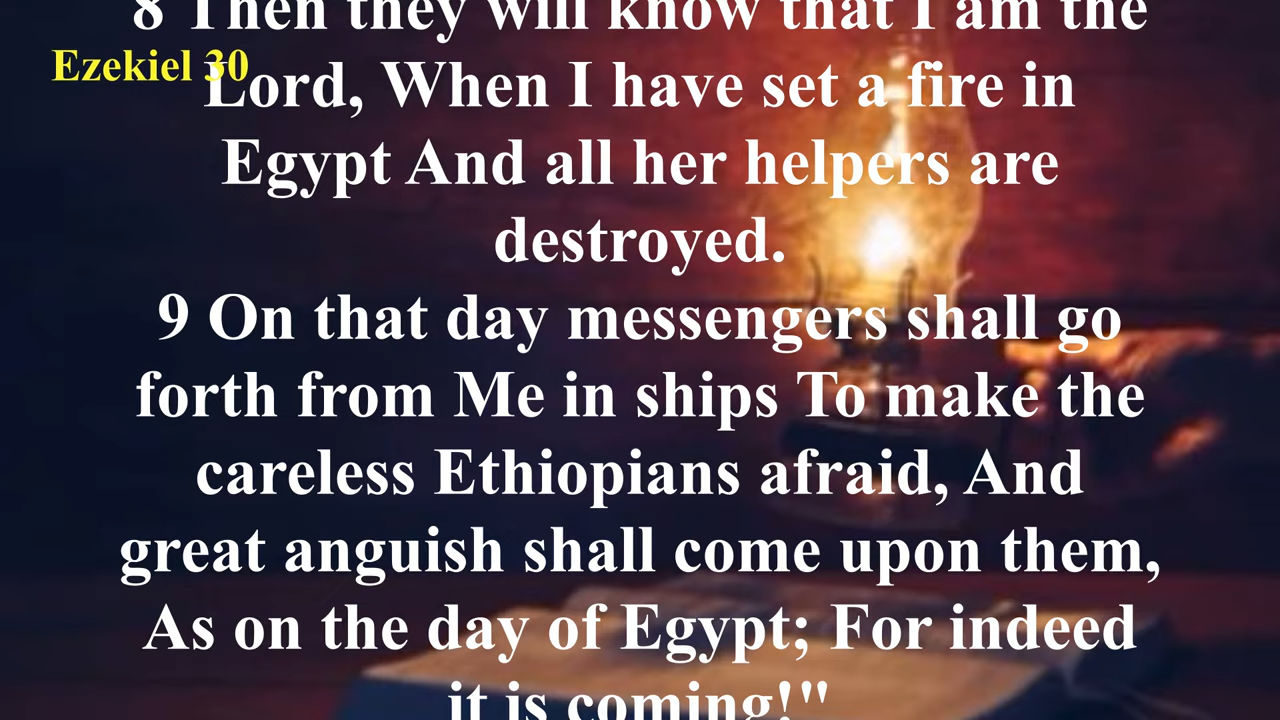 8 Then they will know that I am the
Ezekiel 30
Lord, When I have set a fire in
Egypt And all her helpers are
destroyed.
9 On that day messengers shall go
forth from Me in ships To make the
careless Ethiopians afraid, And
great anguish shall come upon them,
As on the day of Egypt; For indeed
it is coming!"